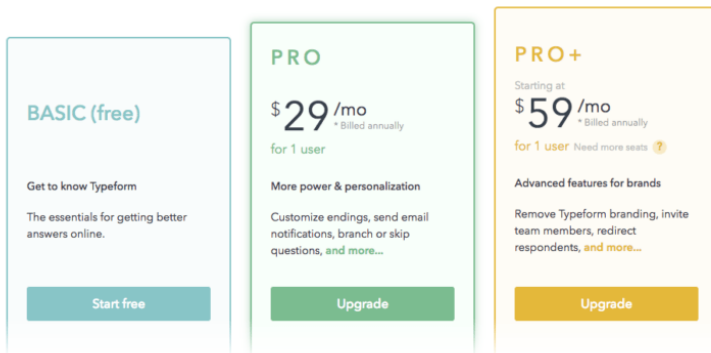 BASIC (free)
Get to know Typeform
The essentials for getting better
answers online.
Start free
PRO
$29/mo
* Billed annually
for 1 user
More power & personalization
Customize endings, send email
notifications, branch or skip
questions, and more...
Upgrade
PRO+
Starting at
$59/mo
* Billed annually
for 1 user Need more seats ?
Advanced features for brands
Remove Typeform branding, invite
team members, redirect
respondents, and more...
Upgrade